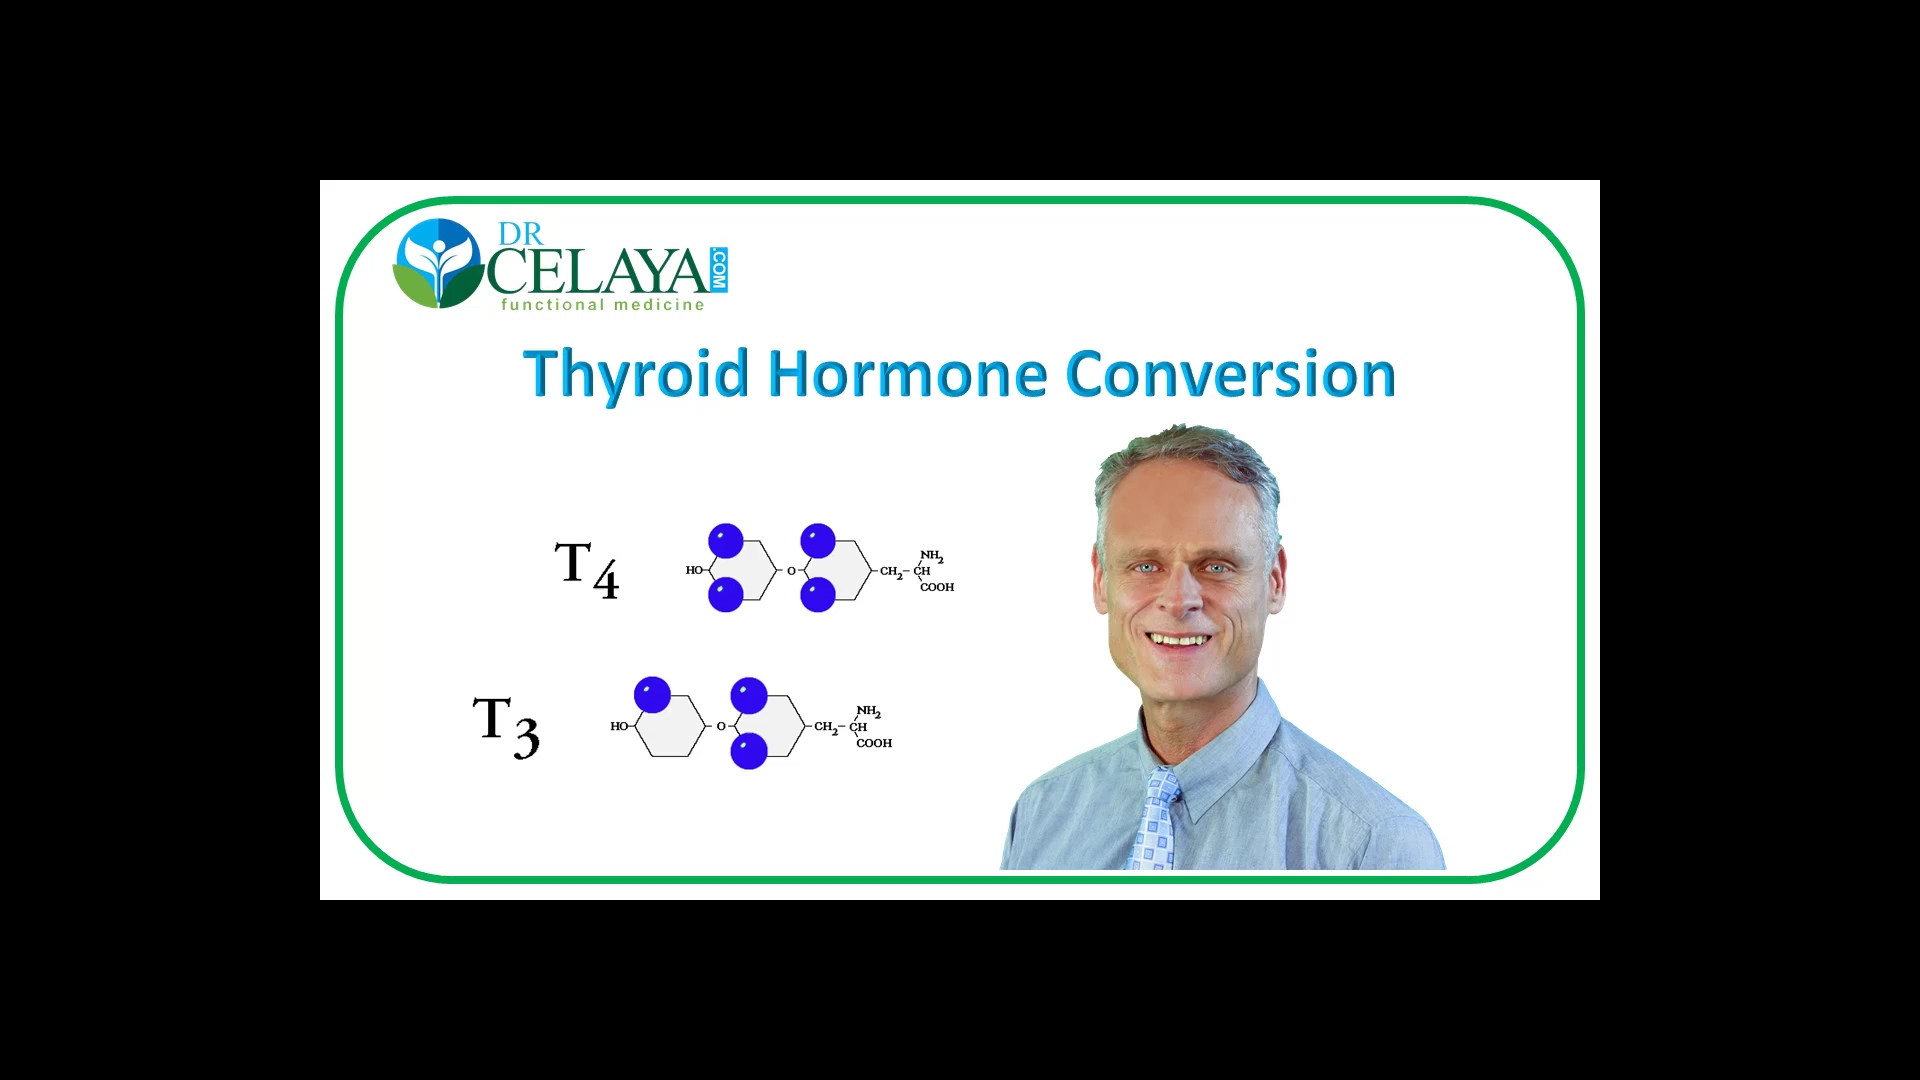 DR
CELAYA .COM
functional medicine
Thyroid Hormone Conversion
T4
HO O CH2 CH NH2 COOH
T3
HO O CH2 CH NH2 COOH